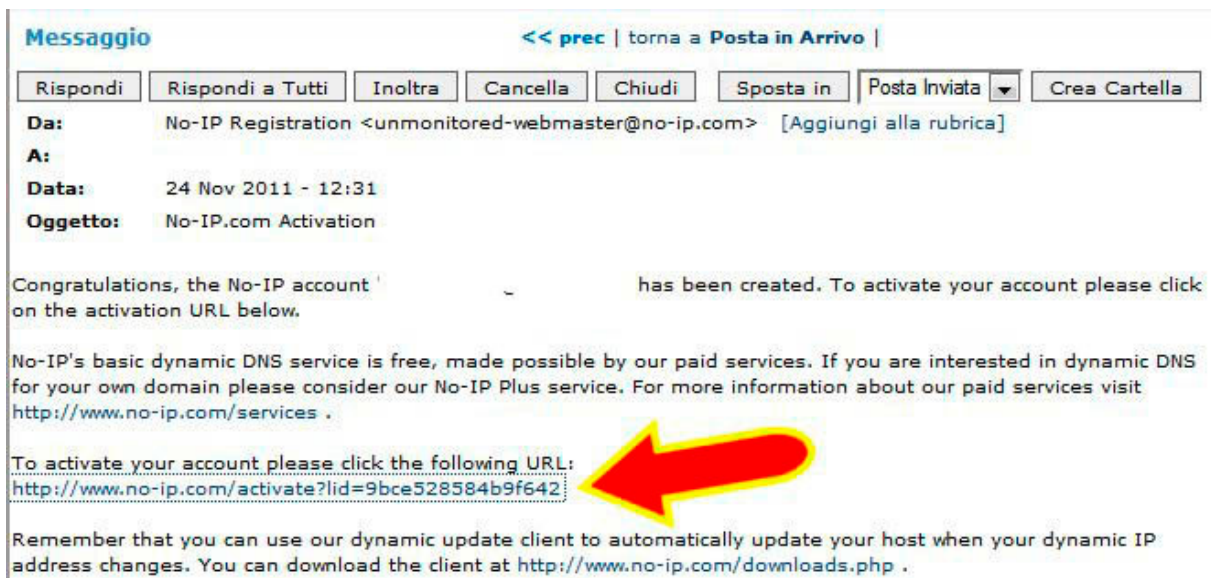 Messaggio << prec | torna a Posta in Arrivo |
Rispondi Rispondi a Tutti Inoltra Cancella Chiudi Sposta in Posta Inviata Crea Cartella
Da: No-IP Registration <unmonitored-webmaster@no-ip.com> [Aggiungi alla rubrica]
A:
Data: 24 Nov 2011 - 12:31
Oggetto: No-IP.com Activation
Congratulations, the No-IP account has been created. To activate your account please click
on the activation URL below.
No-IP's basic dynamic DNS service is free, made possible by our paid services. If you are interested in dynamic DNS
for your own domain please consider our No-IP Plus service. For more information about our paid services visit
http://www.no-ip.com/services .
To activate your account please click the following URL:
http://www.no-ip.com/activate?lid=9bce528584b9f642
Remember that you can use our dynamic update client to automatically update your host when your dynamic IP
address changes. You can download the client at http://www.no-ip.com/downloads.php .